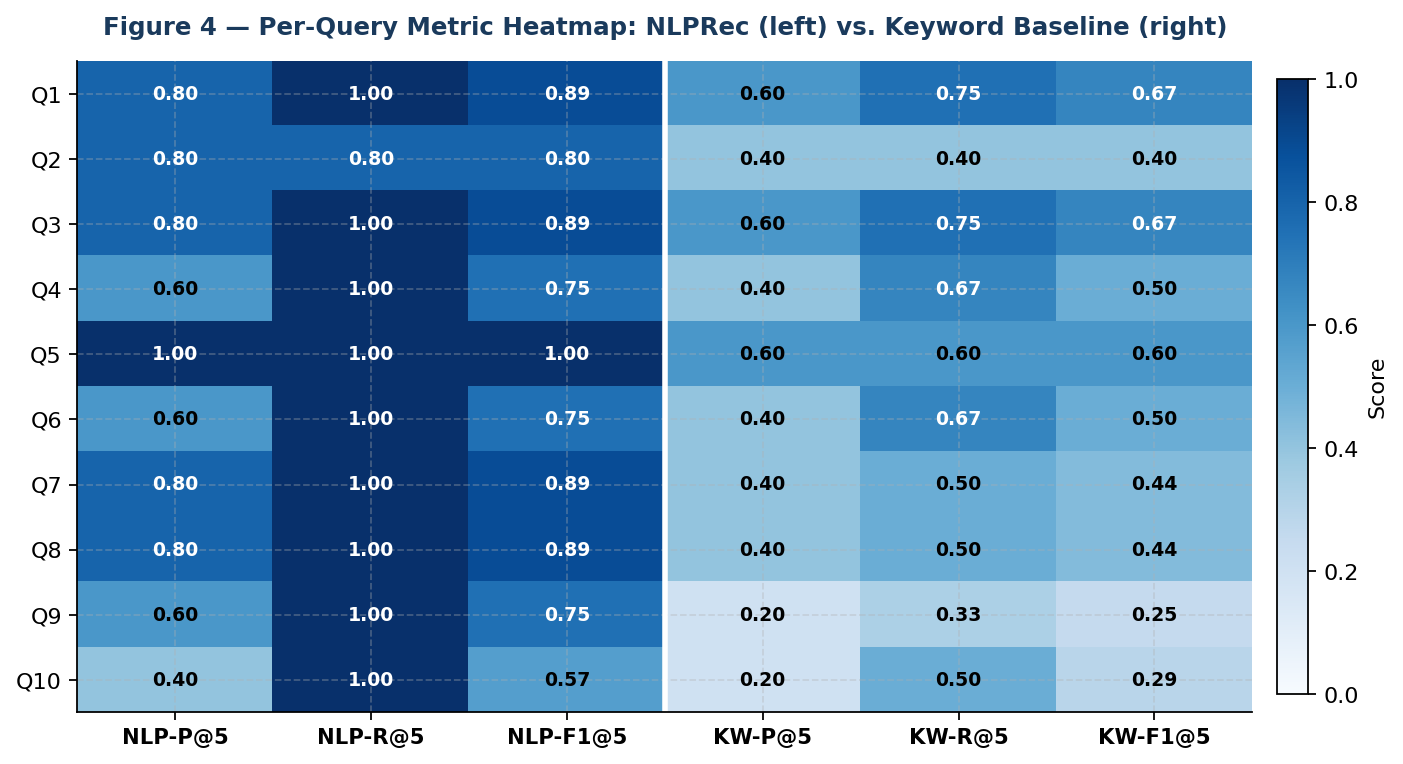 Figure 4 — Per-Query Metric Heatmap: NLPRec (left) vs. Keyword Baseline (right)
Q1 0.80 1.00 0.89 0.60 0.75 0.67
Q2 0.80 0.80 0.80 0.40 0.40 0.40
Q3 0.80 1.00 0.89 0.60 0.75 0.67
Q4 0.60 1.00 0.75 0.40 0.67 0.50
Q5 1.00 1.00 1.00 0.60 0.60 0.60
Q6 0.60 1.00 0.75 0.40 0.67 0.50
Q7 0.80 1.00 0.89 0.40 0.50 0.44
Q8 0.80 1.00 0.89 0.40 0.50 0.44
Q9 0.60 1.00 0.75 0.20 0.33 0.25
Q10 0.40 1.00 0.57 0.20 0.50 0.29
NLP-P@5 NLP-R@5 NLP-F1@5 KW-P@5 KW-R@5 KW-F1@5
1.0
0.8
0.6
0.4
0.2
0.0
Score